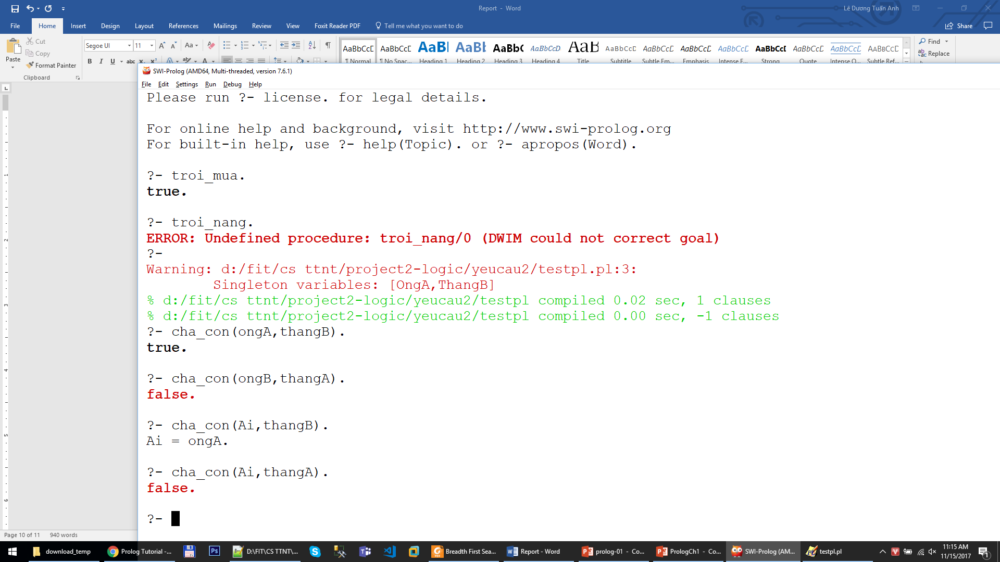 Report - Word
Lê Dương Tuấn Anh
File Home Insert Design Layout References Mailings Review View Foxit Reader PDF Tell me what you want to do Share
Paste
Cut
Copy
Format Painter
Clipboard
Segoe UI 11
AaBbCcD AaBbCcD AaBbC AaBbC AaBbC AaBbCcD AaB AaBbCcD AaBbCcD AaBbCcD AaBbCcD AaBbCcD AaBbCcD AaBbCcD AaBbCcD
¶ Normal ¶ No Spac... Heading 1 Heading 2 Heading 3 Heading 4 Title Subtitle Subtle Em... Emphasis Intense E... Strong Quote Intense Q... Subtle Ref...
Find
Replace
SWI-Prolog (AMD64, Multi-threaded, version 7.6.1)
File Edit Settings Run Debug Help
Please run ?- license. for legal details.
For online help and background, visit http://www.swi-prolog.org
For built-in help, use ?- help(Topic). or ?- apropos(Word).
?- troi_mua.
true.
?- troi_nang.
ERROR: Undefined procedure: troi_nang/0 (DWIM could not correct goal)
?-
Warning: d:/fit/cs ttnt/project2-logic/yeucau2/testpl.pl:3:
Singleton variables: [OngA,ThangB]
% d:/fit/cs ttnt/project2-logic/yeucau2/testpl compiled 0.02 sec, 1 clauses
% d:/fit/cs ttnt/project2-logic/yeucau2/testpl compiled 0.00 sec, -1 clauses
?- cha_con(ongA,thangB).
true.
?- cha_con(ongB,thangA).
false.
?- cha_con(Ai,thangB).
Ai = ongA.
?- cha_con(Ai,thangA).
false.
?-
Page 10 of 11 940 words
download_temp
Prolog Tutorial -...
D:\FIT\CS TTNT\...
Breadth First Sea...
Report - Word
prolog-01 - Co...
PrologCh1 - Co...
SWI-Prolog (AM...
testpl.pl
11:15 AM
11/15/2017